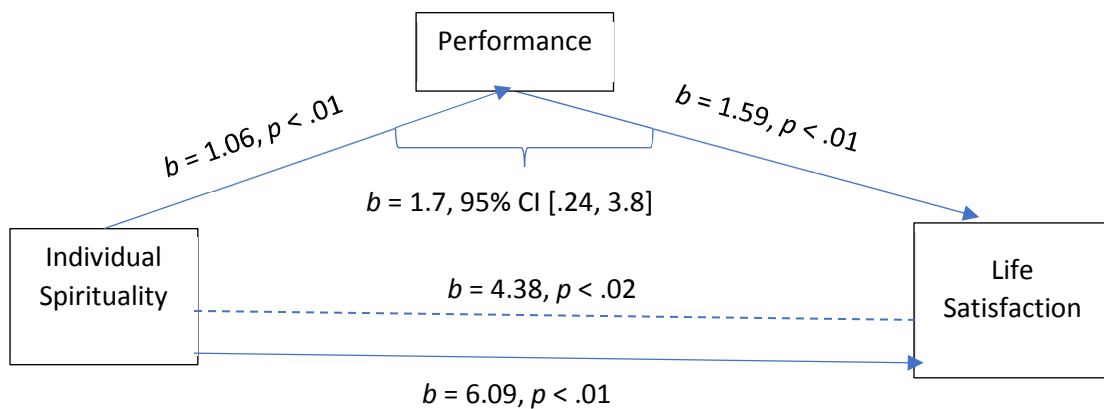 Performance
b = 1.06, p < .01
b = 1.59, p < .01
b = 1.7, 95% CI [.24, 3.8]
Individual
Spirituality
b = 4.38, p < .02
Life
Satisfaction
b = 6.09, p < .01